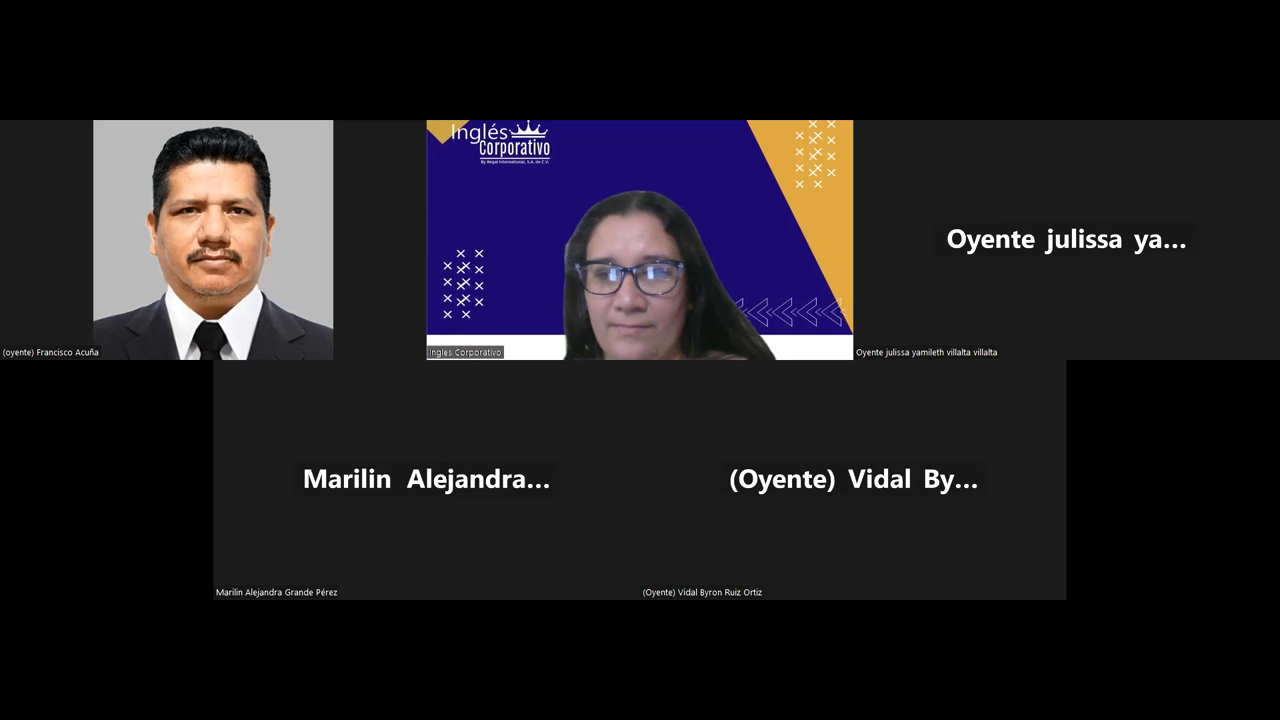 Inglés
Corporativo
By Regal International, S.A. de C.V.
Oyente julissa ya...
(oyente) Francisco Acuña
Inglés Corporativo
Oyente julissa yamileth villalta villalta
Marilin Alejandra...
(Oyente) Vidal By...
Marilin Alejandra Grande Pérez
(Oyente) Vidal Byron Ruiz Ortiz